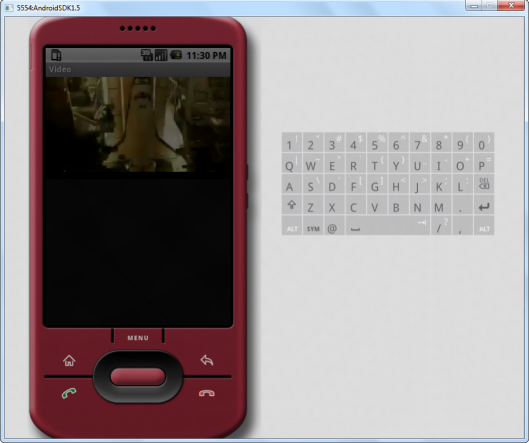 5554:AndroidSDK1.5
3G
11:30 PM
Video
MENU
1 ! 2 " 3 # 4 $ 5 % 6 ^ 7 & 8 * 9 ( 0 )
Q | W ~ E " R ` T { Y } U _ I - O + P =
A S \ D ' F [ G ] H < J > K ; L : DEL
Z X C V B N M .
ALT SYM @ / ? , ALT